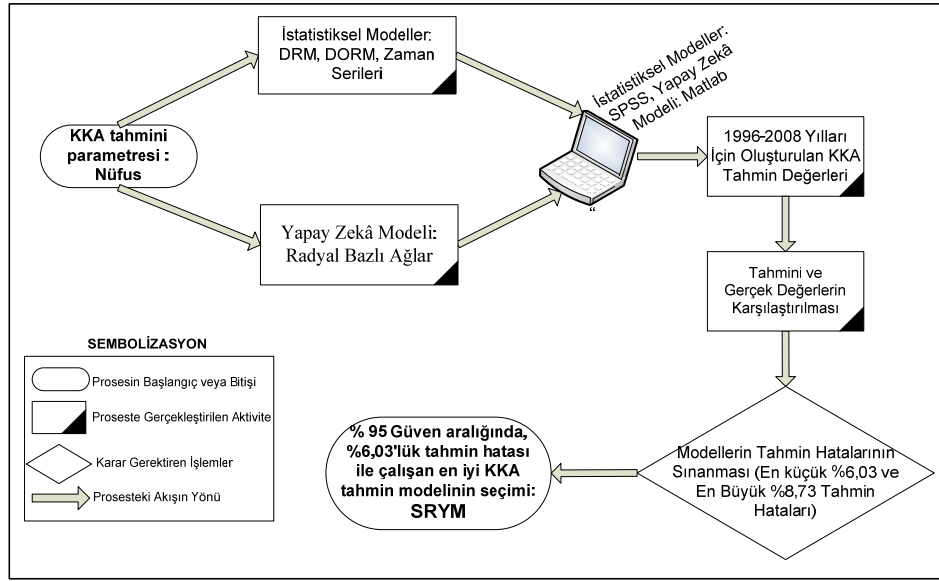 İstatistiksel Modeller:
DRM, DORM, Zaman
Serileri
İstatistiksel Modeller:
SPSS, Yapay Zekâ
Modeli: Matlab
KKA tahmini
parametresi :
Nüfus
1996-2008 Yılları
İçin Oluşturulan KKA
Tahmin Değerleri
“
Yapay Zekâ Modeli:
Radyal Bazlı Ağlar
Tahmini ve
Gerçek Değerlerin
Karşılaştırılması
SEMBOLİZASYON
Prosesin Başlangıç veya Bitişi
Proseste Gerçekleştirilen Aktivite
Karar Gerektiren İşlemler
Prosesteki Akışın Yönü
Modellerin Tahmin Hatalarının
Sınanması (En küçük %6,03 ve
En Büyük %8,73 Tahmin
Hataları)
% 95 Güven aralığında,
%6,03'lük tahmin hatası
ile çalışan en iyi KKA
tahmin modelinin seçimi:
SRYM